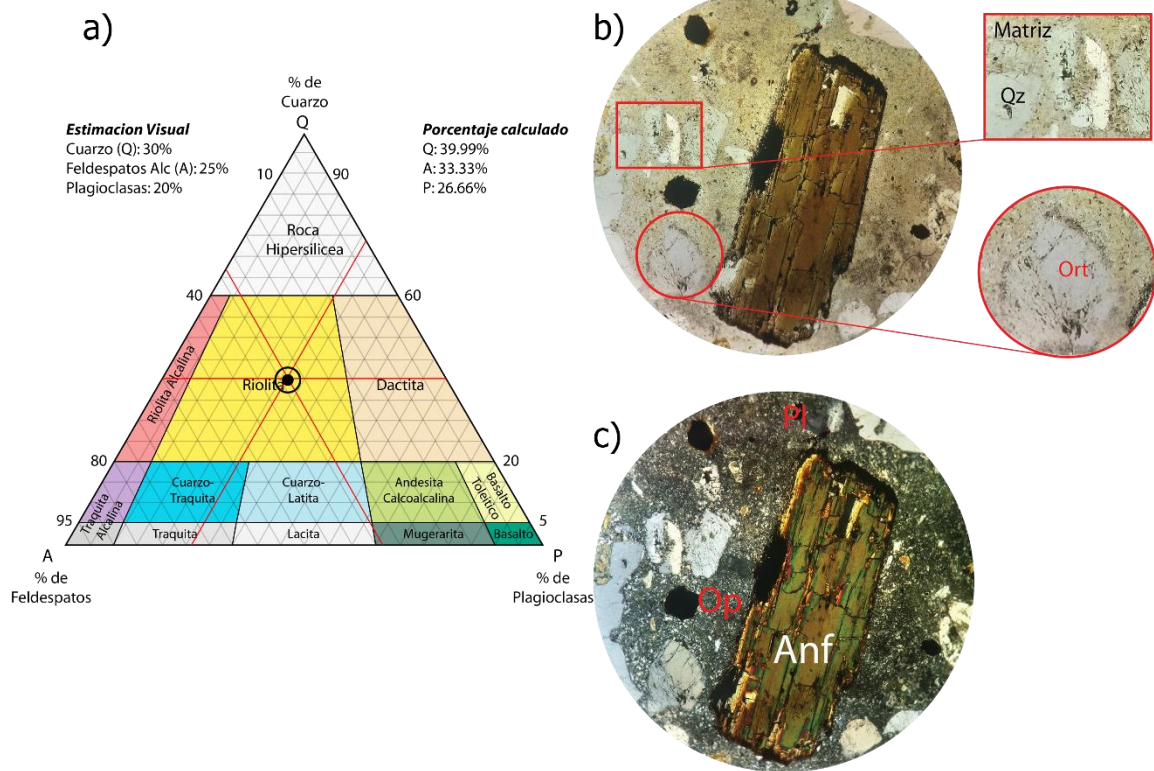 a)
% de
Cuarzo
Q
Estimacion Visual
Cuarzo (Q): 30%
Feldespatos Alc (A): 25%
Plagioclasas: 20%
Porcentaje calculado
Q: 39.99%
A: 33.33%
P: 26.66%
10
90
Roca
Hipersilicea
40
60
Riolita Alcalina
Riolita
Dactita
80
20
Traquita
Alcalina
Cuarzo-
Traquita
Cuarzo-
Latita
Andesita
Calcoalcalina
Basalto
Toleitico
95
5
Traquita
Lacita
Mugerarita
Basalto
A
% de
Feldespatos
P
% de
Plagioclasas
b)
Matriz
Qz
Ort
c)
Pl
Op
Anf